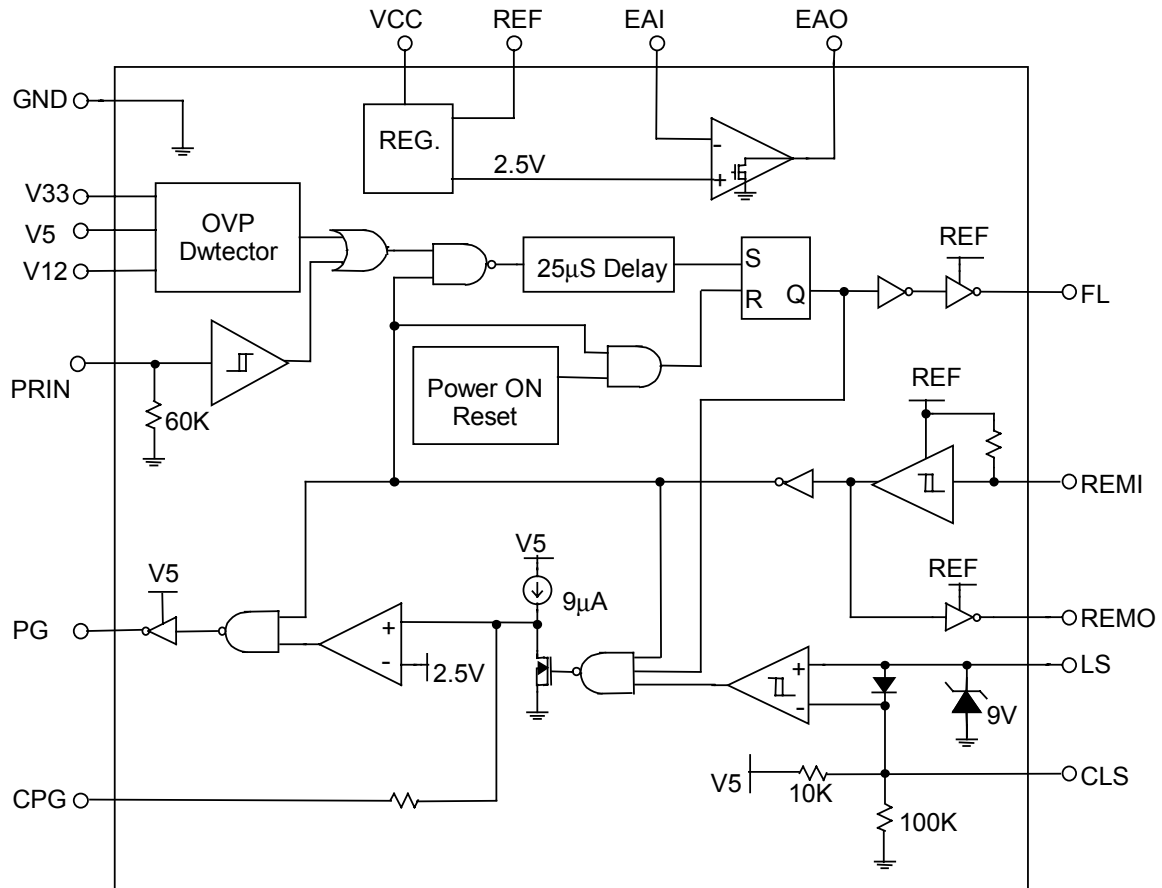 VCC
REF
EAI
EAO
GND
REG.
-
2.5V
+
V33
V5
V12
OVP
Dwtector
25μS Delay
S
R
Q
REF
FL
PRIN
60K
Power ON
Reset
REF
REMI
V5
9μA
V5
REF
PG
+
-
2.5V
REMO
LS
+
-
9V
V5
10K
CLS
CPG
100K